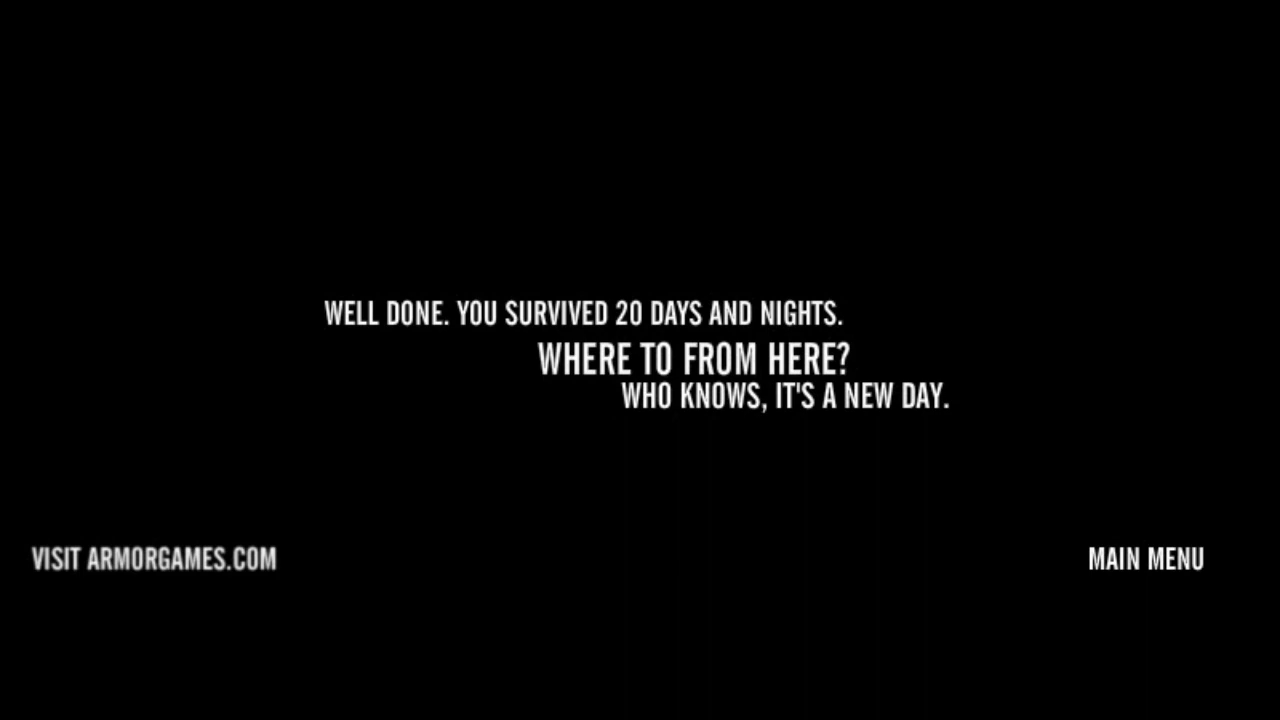 WELL DONE. YOU SURVIVED 20 DAYS AND NIGHTS.
WHERE TO FROM HERE?
WHO KNOWS, IT'S A NEW DAY.
VISIT ARMORGAMES.COM
MAIN MENU